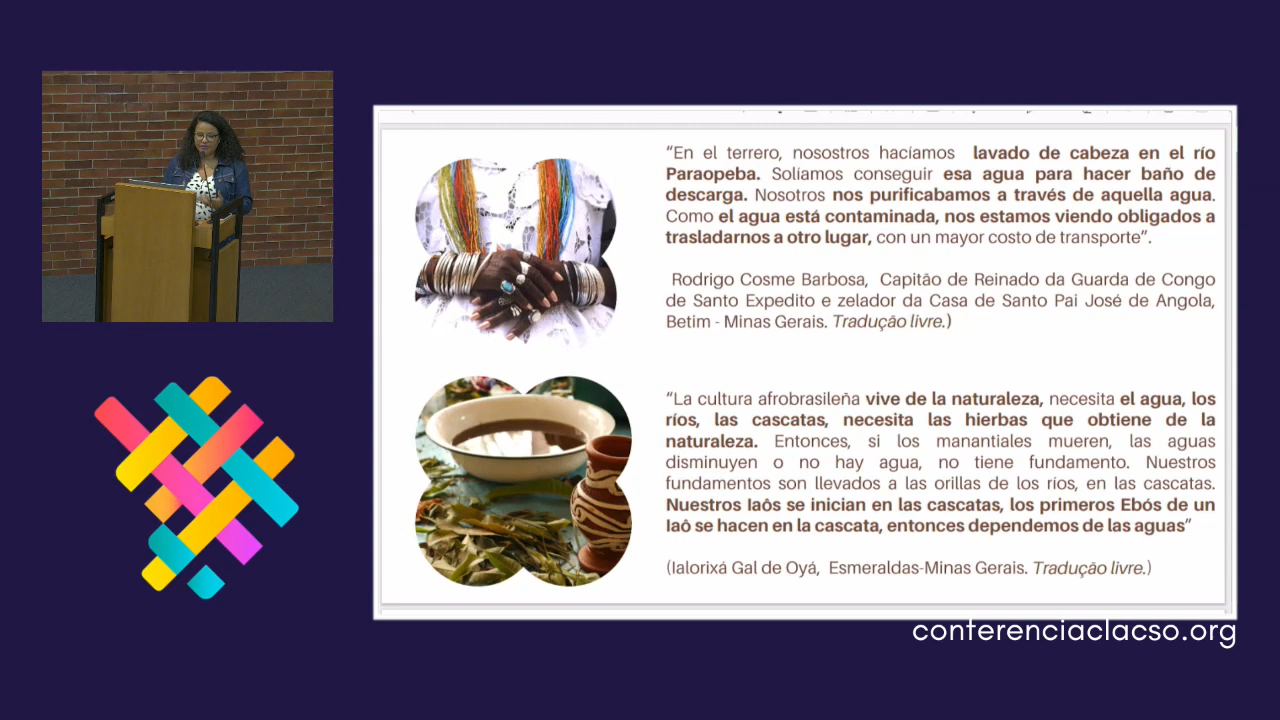 “En el terrero, nosostros hacíamos lavado de cabeza en el río
Paraopeba. Solíamos conseguir esa agua para hacer baño de
descarga. Nosotros nos purificabamos a través de aquella agua.
Como el agua está contaminada, nos estamos viendo obligados a
trasladarnos a otro lugar, con un mayor costo de transporte”.
Rodrigo Cosme Barbosa, Capitão de Reinado da Guarda de Congo
de Santo Expedito e zelador da Casa de Santo Pai José de Angola,
Betim - Minas Gerais. Tradução livre.)
“La cultura afrobrasileña vive de la naturaleza, necesita el agua, los
ríos, las cascatas, necesita las hierbas que obtiene de la
naturaleza. Entonces, si los manantiales mueren, las aguas
disminuyen o no hay agua, no tiene fundamento. Nuestros
fundamentos son llevados a las orillas de los ríos, en las cascatas.
Nuestros Iaôs se inician en las cascatas, los primeros Ebós de un
Iaô se hacen en la cascata, entonces dependemos de las aguas”
(Ialorixá Gal de Oyá, Esmeraldas-Minas Gerais. Tradução livre.)
conferenciaclacso.org